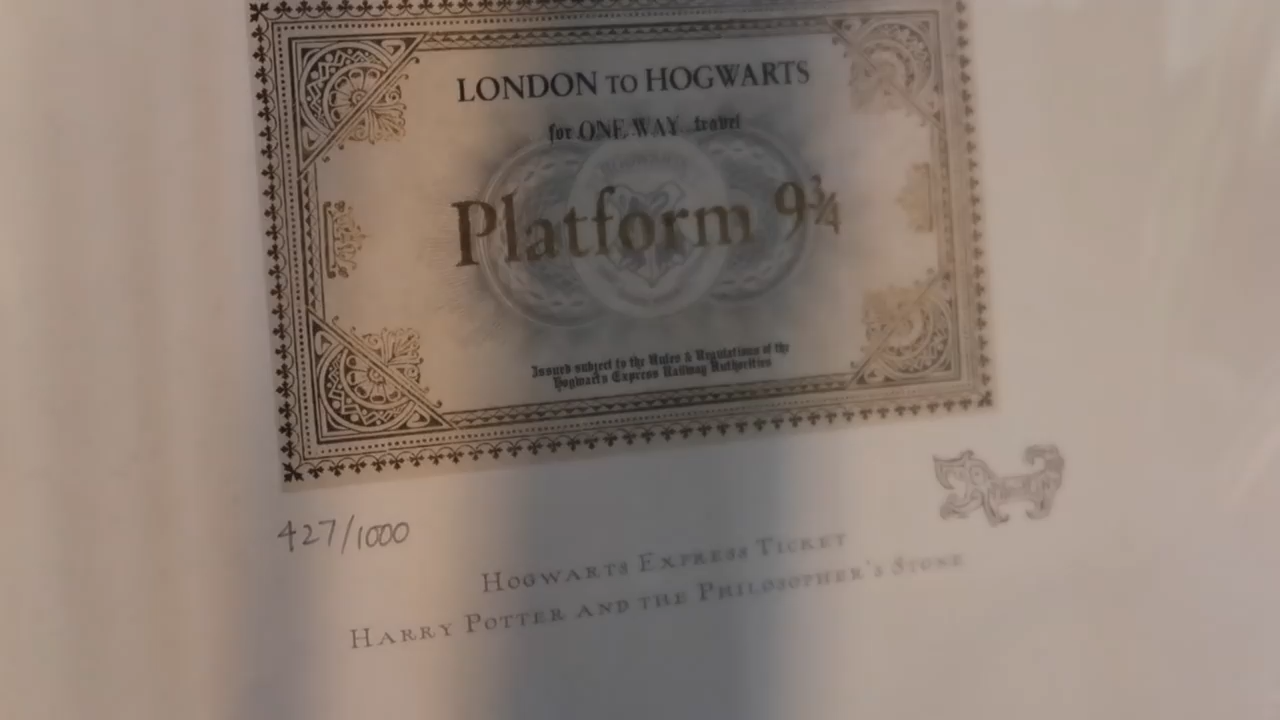 LONDON TO HOGWARTS
for ONE WAY travel
Platform 9¾
Issued subject to the Rules & Regulations of the
Hogwarts Express Railway Authorities
427/1000
HOGWARTS EXPRESS TICKET
HARRY POTTER AND THE PHILOSOPHER'S STONE